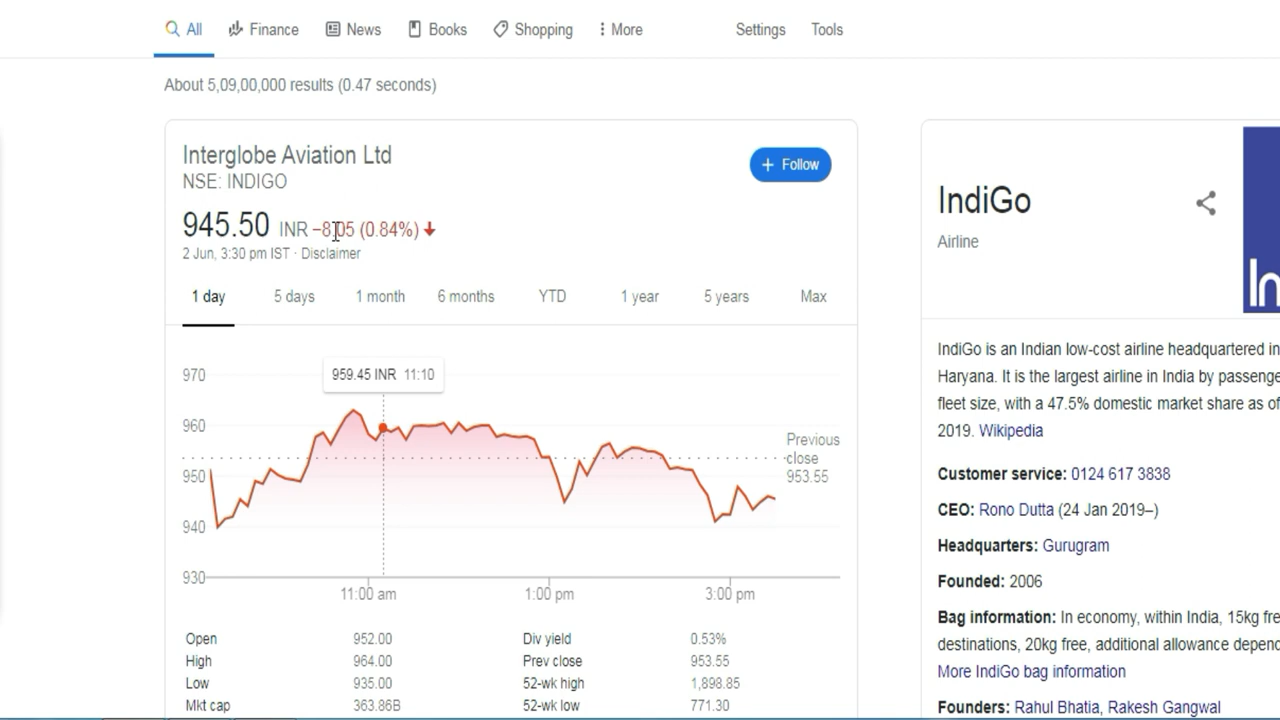 All Finance News Books Shopping More Settings Tools
About 5,09,00,000 results (0.47 seconds)
Interglobe Aviation Ltd
NSE: INDIGO
+ Follow
945.50 INR −8.05 (0.84%)
2 Jun, 3:30 pm IST · Disclaimer
1 day 5 days 1 month 6 months YTD 1 year 5 years Max
959.45 INR 11:10
970
960
950
940
930
Previous
close
953.55
11:00 am 1:00 pm 3:00 pm
Open 952.00 Div yield 0.53%
High 964.00 Prev close 953.55
Low 935.00 52-wk high 1,898.85
Mkt cap 363.86B 52-wk low 771.30
IndiGo
Airline
In
IndiGo is an Indian low-cost airline headquartered in
Haryana. It is the largest airline in India by passenge
fleet size, with a 47.5% domestic market share as of
2019. Wikipedia
Customer service: 0124 617 3838
CEO: Rono Dutta (24 Jan 2019–)
Headquarters: Gurugram
Founded: 2006
Bag information: In economy, within India, 15kg fre
destinations, 20kg free, additional allowance depend
More IndiGo bag information
Founders: Rahul Bhatia, Rakesh Gangwal